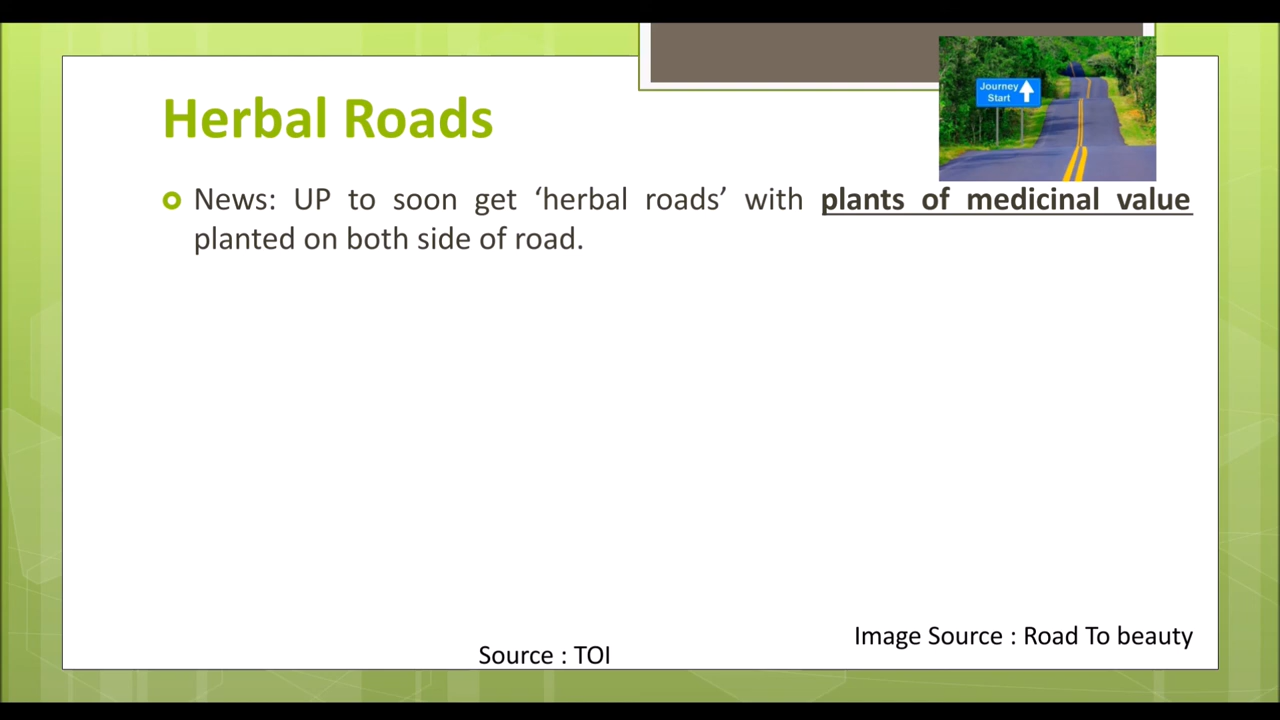 Journey
Start
Herbal Roads
News: UP to soon get ‘herbal roads’ with plants of medicinal value
planted on both side of road.
Image Source : Road To beauty
Source : TOI